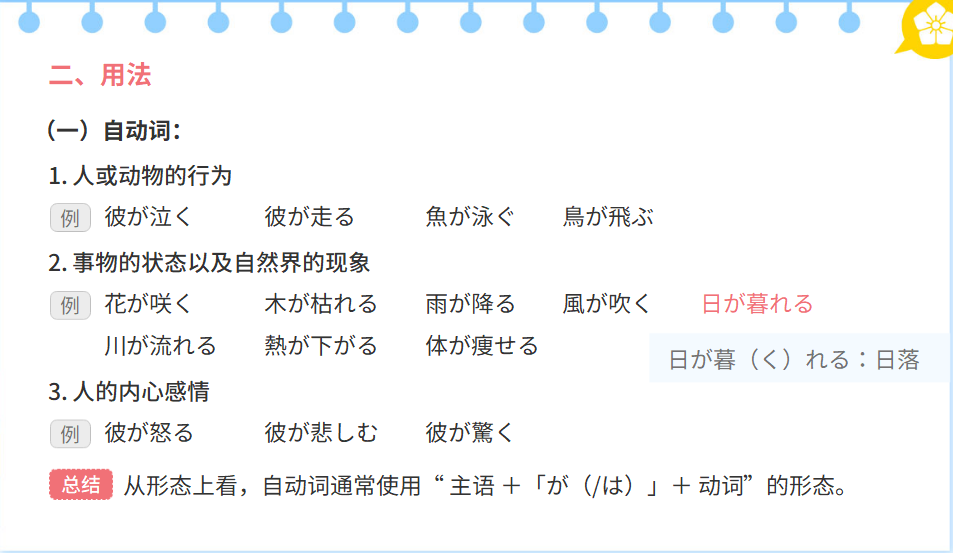 二、用法
（一）自动词：
1. 人或动物的行为
例 彼が泣く 彼が走る 魚が泳ぐ 鳥が飛ぶ
2. 事物的状态以及自然界的现象
例 花が咲く 木が枯れる 雨が降る 風が吹く 日が暮れる
川が流れる 熱が下がる 体が痩せる
日が暮（く）れる：日落
3. 人的内心感情
例 彼が怒る 彼が悲しむ 彼が驚く
总结 从形态上看，自动词通常使用“ 主语 ＋「が（/は）」＋ 动词”的形态。